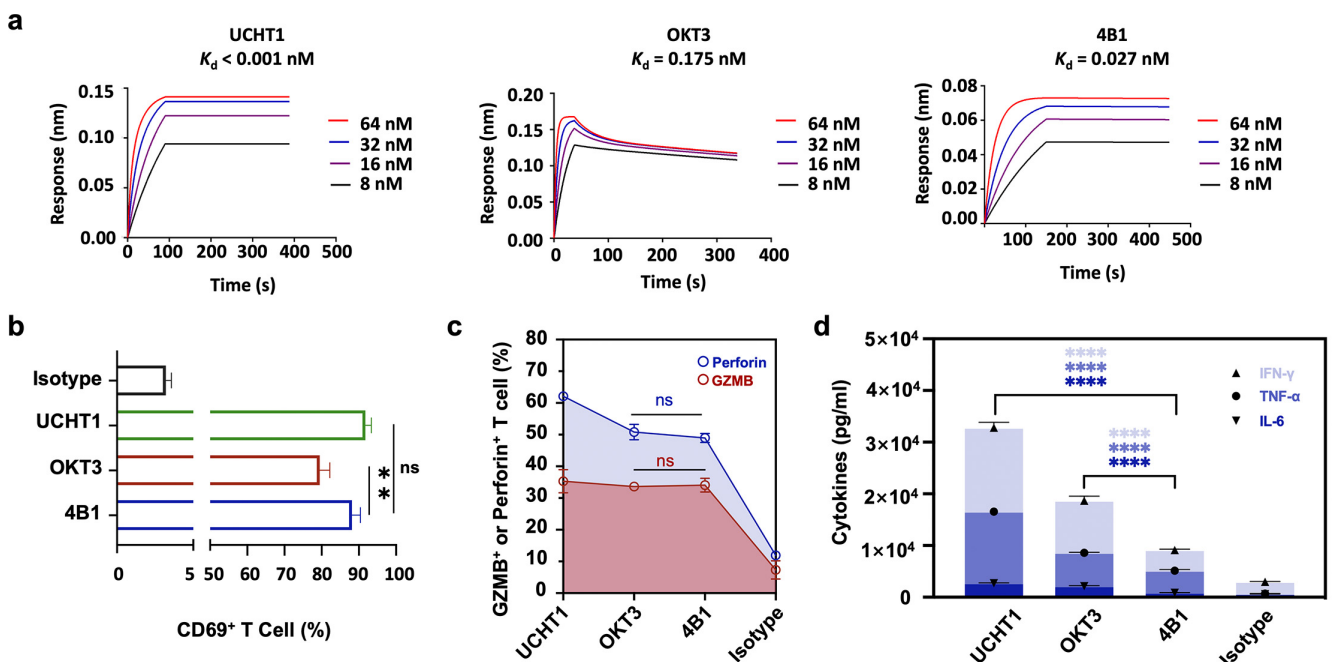 a
UCHT1
K_d < 0.001 nM
0.15
0.10
0.05
0.00
Response (nm)
0 100 200 300 400 500
Time (s)
64 nM
32 nM
16 nM
8 nM
OKT3
K_d = 0.175 nM
0.20
0.15
0.10
0.05
0.00
Response (nm)
0 100 200 300 400
Time (s)
64 nM
32 nM
16 nM
8 nM
4B1
K_d = 0.027 nM
0.08
0.06
0.04
0.02
0.00
Response (nm)
100 200 300 400 500
Time (s)
64 nM
32 nM
16 nM
8 nM
b
Isotype
UCHT1
OKT3
4B1
**
ns
0 5 50 60 70 80 90 100
CD69⁺ T Cell (%)
c
GZMB⁺ or Perforin⁺ T cell (%)
80
70
60
50
40
30
20
10
0
Perforin
GZMB
ns
ns
UCHT1
OKT3
4B1
Isotype
d
Cytokines (pg/ml)
5×10⁴
4×10⁴
3×10⁴
2×10⁴
1×10⁴
0
****
****
****
****
****
****
IFN-γ
TNF-α
IL-6
UCHT1
OKT3
4B1
Isotype